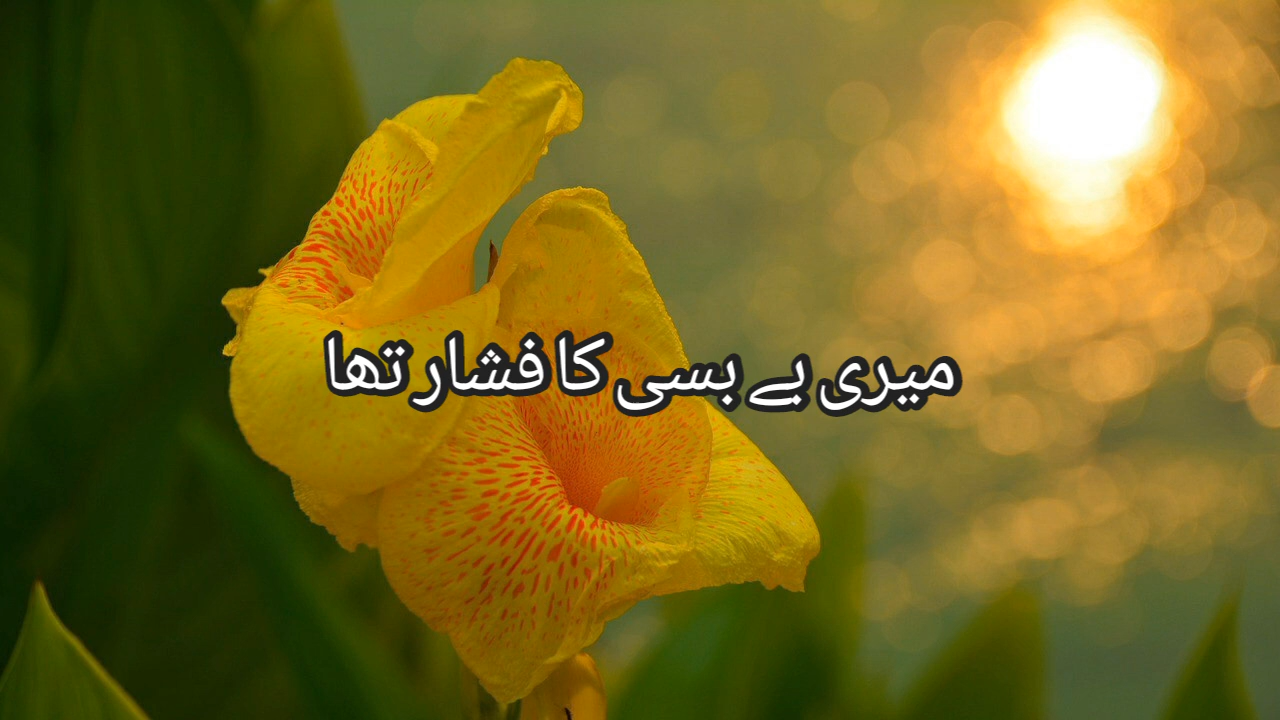 میری بے بسی کا فشار تھا